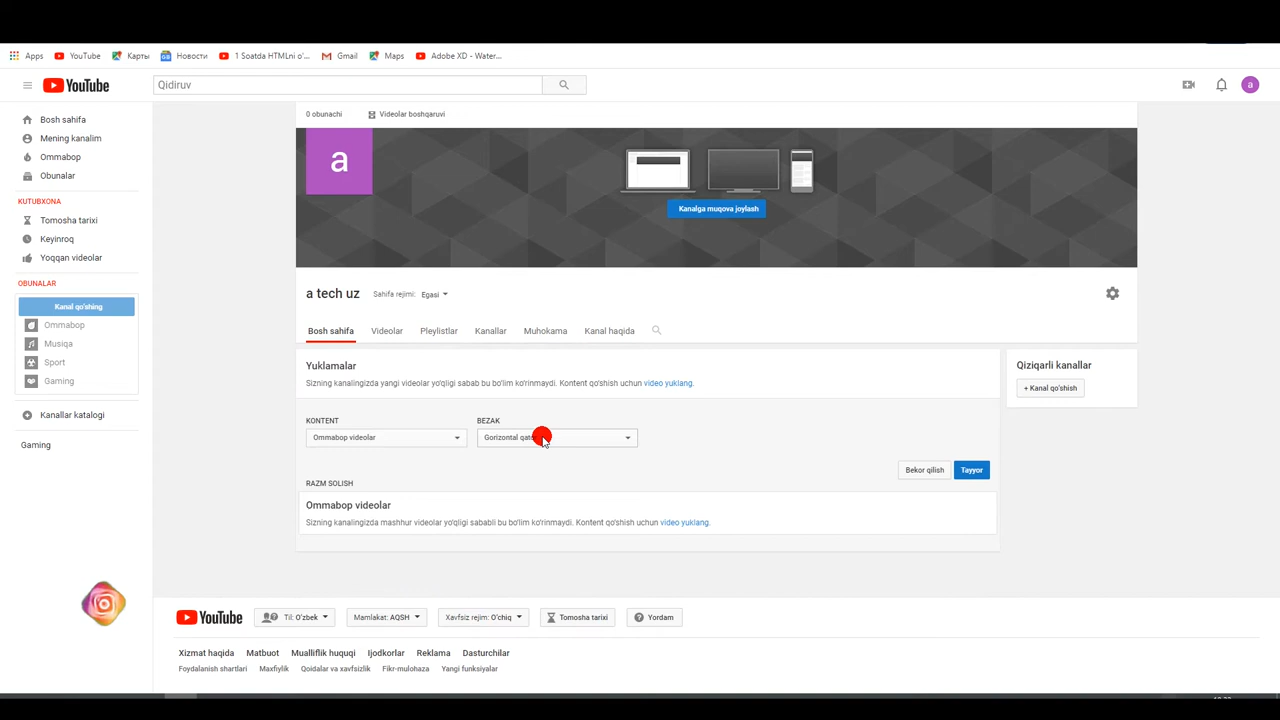 Apps YouTube Карты Новости 1 Soatda HTMLni o'... Gmail Maps Adobe XD - Water...
YouTube Qidiruv a
Bosh sahifa
Mening kanalim
Ommabop
Obunalar
KUTUBXONA
Tomosha tarixi
Keyinroq
Yoqqan videolar
OBUNALAR
Kanal qo'shing
Ommabop
Musiqa
Sport
Gaming
Kanallar katalogi
Gaming
0 obunachi Videolar boshqaruvi
a
Kanalga muqova joylash
a tech uz Sahifa rejimi: Egasi
Bosh sahifa Videolar Pleylistlar Kanallar Muhokama Kanal haqida
Yuklamalar
Sizning kanalingizda yangi videolar yo'qligi sabab bu bo'lim ko'rinmaydi. Kontent qo'shish uchun video yuklang.
KONTENT BEZAK
Ommabop videolar Gorizontal
Bekor qilish Tayyor
RAZM SOLISH
Ommabop videolar
Sizning kanalingizda mashhur videolar yo'qligi sababli bu bo'lim ko'rinmaydi. Kontent qo'shish uchun video yuklang.
Qiziqarli kanallar
+ Kanal qo'shish
YouTube Til: O'zbek Mamlakat: AQSH Xavfsiz rejim: O'chiq Tomosha tarixi Yordam
Xizmat haqida Matbuot Mualliflik huquqi Ijodkorlar Reklama Dasturchilar
Foydalanish shartlari Maxfiylik Qoidalar va xavfsizlik Fikr-mulohaza Yangi funksiyalar